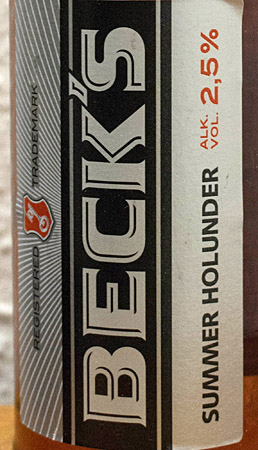 REGISTERED TRADEMARK
BECK'S
SUMMER HOLUNDER
ALK. VOL. 2,5%